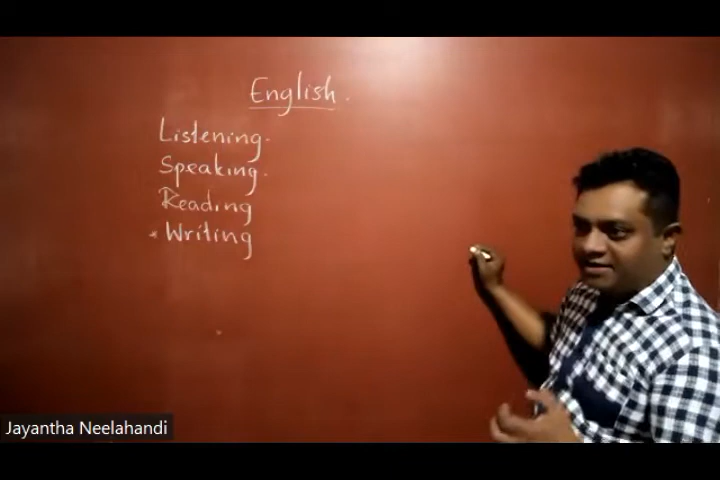 English.
Listening.
Speaking.
Reading
* Writing
Jayantha Neelahandi